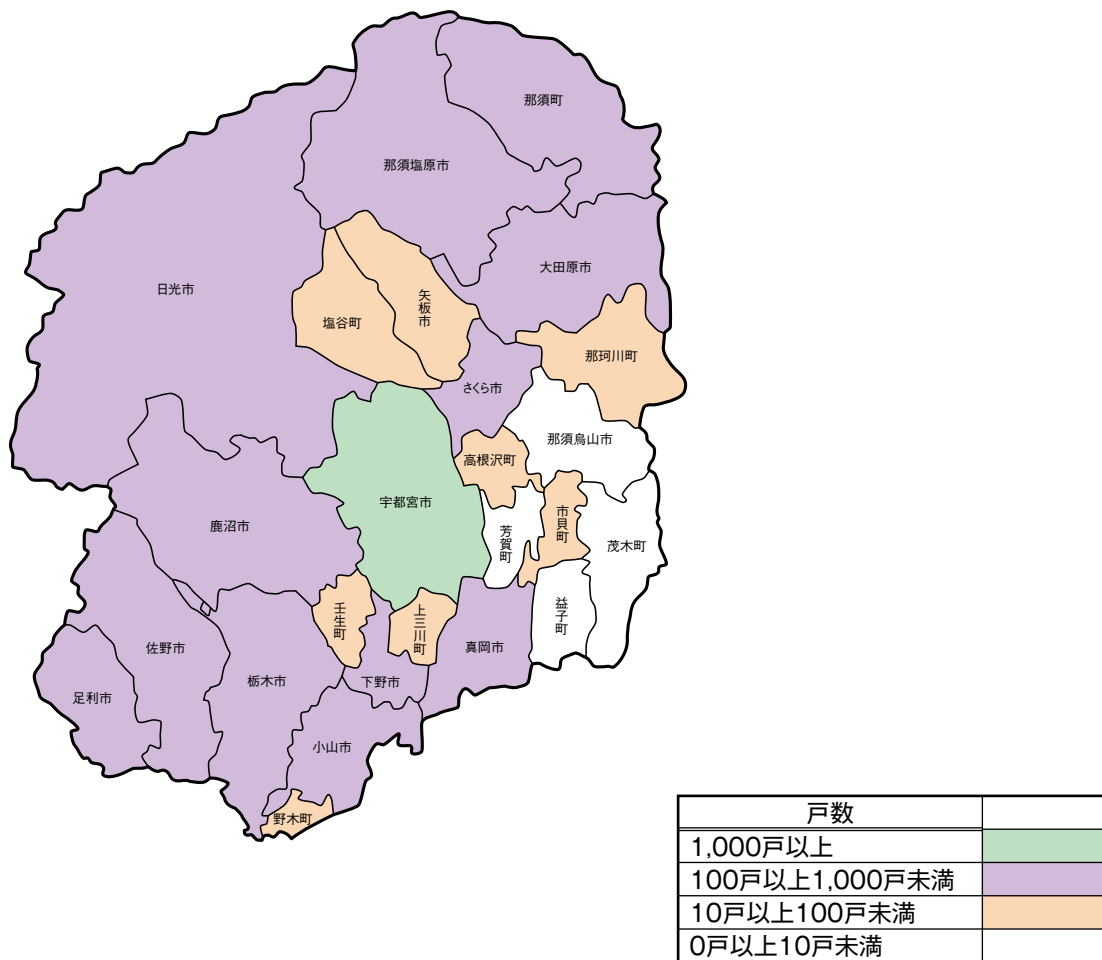 那須町
那須塩原市
大田原市
日光市
矢板市
塩谷町
那珂川町
さくら市
那須烏山市
高根沢町
宇都宮市
市貝町
芳賀町
茂木町
鹿沼市
壬生町
上三川町
益子町
真岡市
佐野市
栃木市
下野市
足利市
小山市
野木町
戸数
1,000戸以上
100戸以上1,000戸未満
10戸以上100戸未満
0戸以上10戸未満